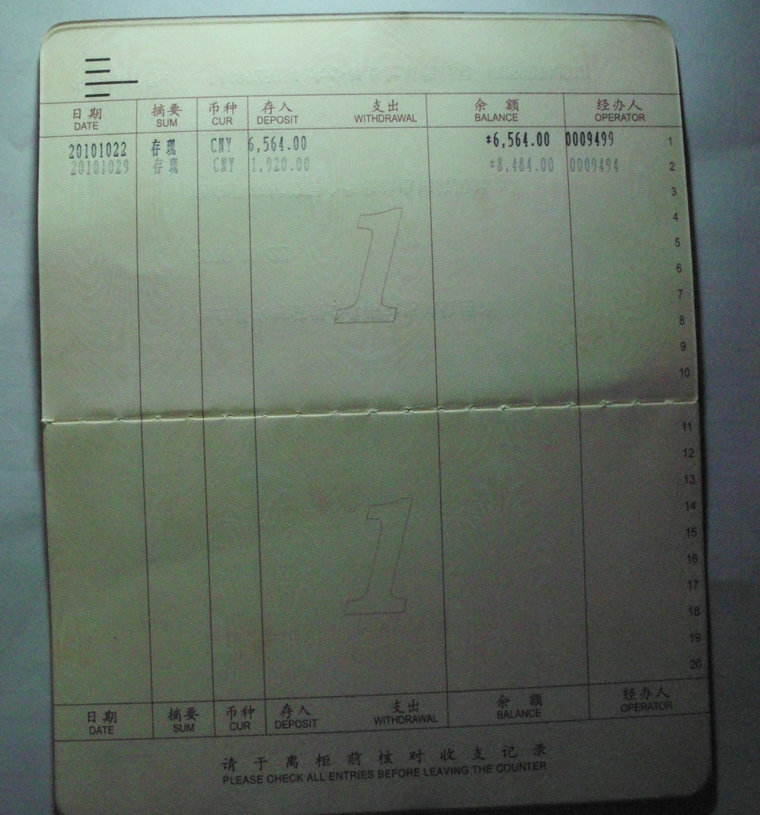 日期 摘要 币种 存入 支出 余额 经办人
DATE SUM CUR DEPOSIT WITHDRAWAL BALANCE OPERATOR
20101022 存现 CNY 6,564.00 *6,564.00 0009499 1
20101029 存现 CNY 1,920.00 *8,484.00 0009494 2
3
4
5
6
7
8
9
10
1
11
12
13
14
15
16
17
18
19
20
1
日期 摘要 币种 存入 支出 余额 经办人
DATE SUM CUR DEPOSIT WITHDRAWAL BALANCE OPERATOR
请于离柜前核对收支记录
PLEASE CHECK ALL ENTRIES BEFORE LEAVING THE COUNTER